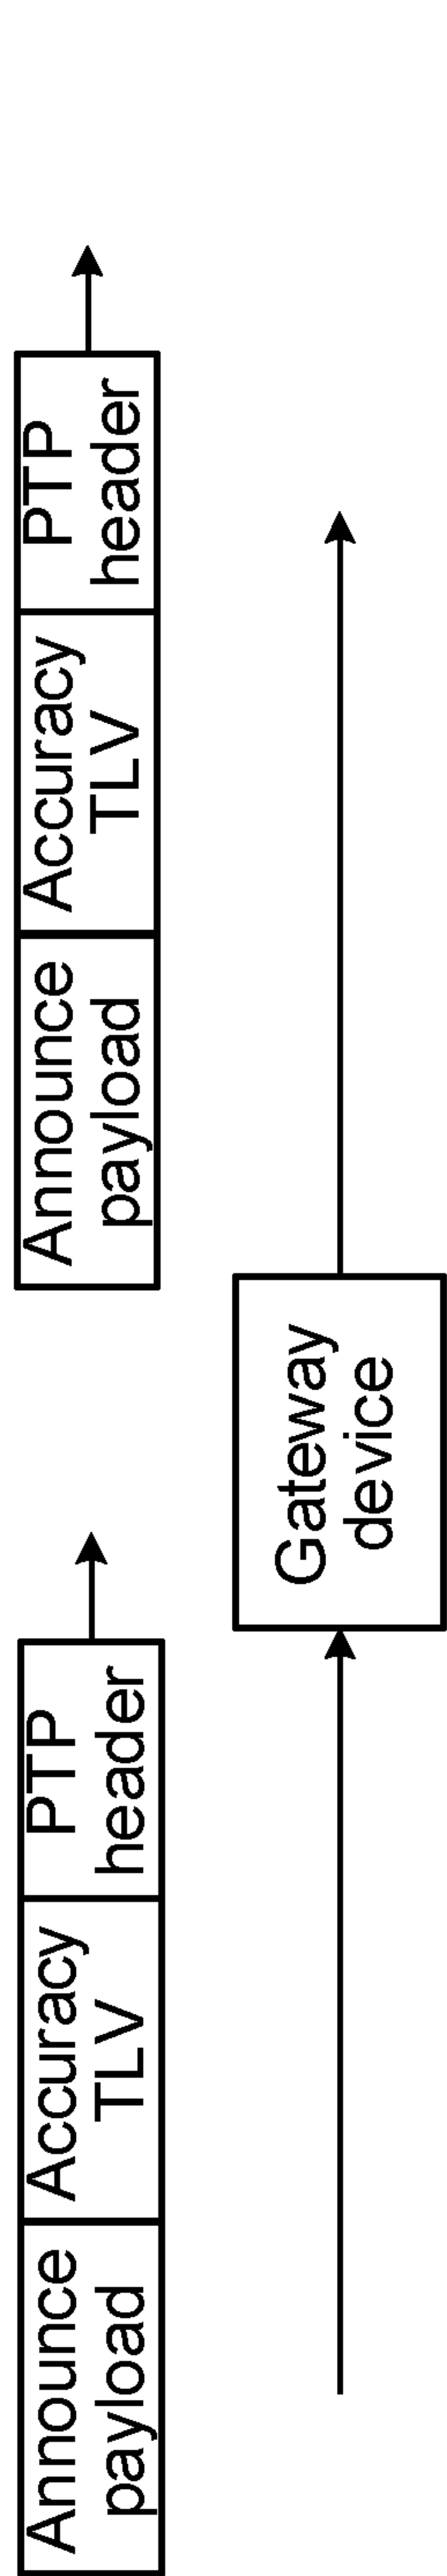 Announce
payload
Accuracy
TLV
PTP
header
Announce
payload
Accuracy
TLV
PTP
header
Gateway
device